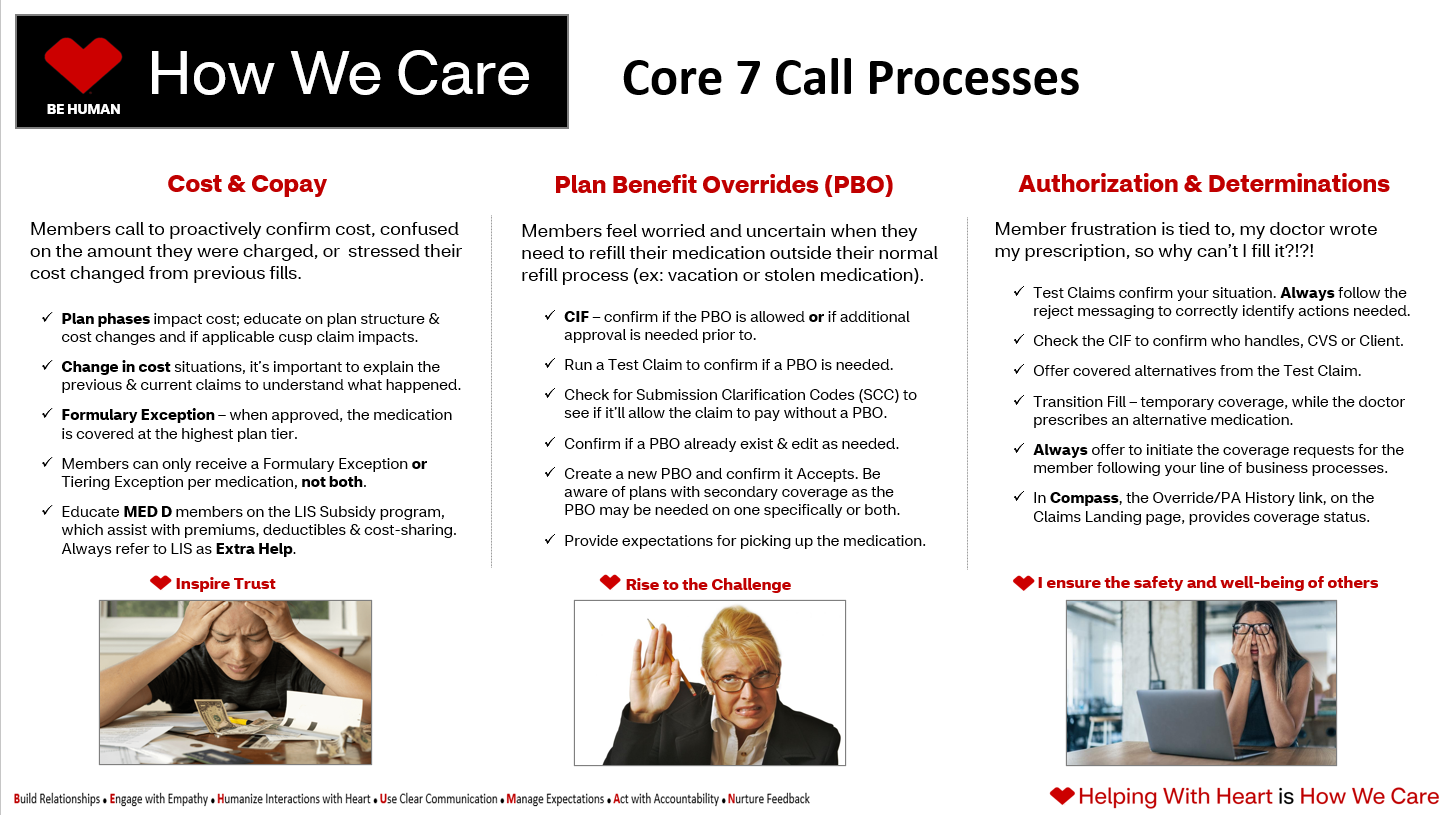 How We Care
BE HUMAN
Core 7 Call Processes
Cost & Copay
Members call to proactively confirm cost, confused
on the amount they were charged, or stressed their
cost changed from previous fills.
✓ Plan phases impact cost; educate on plan structure &
cost changes and if applicable cusp claim impacts.
✓ Change in cost situations, it's important to explain the
previous & current claims to understand what happened.
✓ Formulary Exception – when approved, the medication
is covered at the highest plan tier.
✓ Members can only receive a Formulary Exception or
Tiering Exception per medication, not both.
✓ Educate MED D members on the LIS Subsidy program,
which assist with premiums, deductibles & cost-sharing.
Always refer to LIS as Extra Help.
Inspire Trust
Plan Benefit Overrides (PBO)
Members feel worried and uncertain when they
need to refill their medication outside their normal
refill process (ex: vacation or stolen medication).
✓ CIF – confirm if the PBO is allowed or if additional
approval is needed prior to.
✓ Run a Test Claim to confirm if a PBO is needed.
✓ Check for Submission Clarification Codes (SCC) to
see if it'll allow the claim to pay without a PBO.
✓ Confirm if a PBO already exist & edit as needed.
✓ Create a new PBO and confirm it Accepts. Be
aware of plans with secondary coverage as the
PBO may be needed on one specifically or both.
✓ Provide expectations for picking up the medication.
Rise to the Challenge
Authorization & Determinations
Member frustration is tied to, my doctor wrote
my prescription, so why can't I fill it?!?!
✓ Test Claims confirm your situation. Always follow the
reject messaging to correctly identify actions needed.
✓ Check the CIF to confirm who handles, CVS or Client.
✓ Offer covered alternatives from the Test Claim.
✓ Transition Fill – temporary coverage, while the doctor
prescribes an alternative medication.
✓ Always offer to initiate the coverage requests for the
member following your line of business processes.
✓ In Compass, the Override/PA History link, on the
Claims Landing page, provides coverage status.
I ensure the safety and well-being of others
Build Relationships • Engage with Empathy • Humanize Interactions with Heart • Use Clear Communication • Manage Expectations • Act with Accountability • Nurture Feedback
Helping With Heart is How We Care